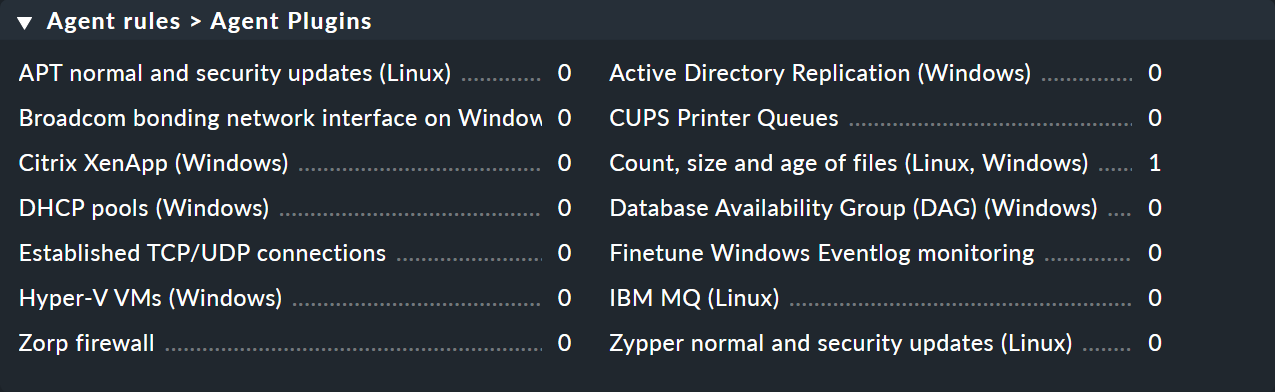 ▼ Agent rules > Agent Plugins
APT normal and security updates (Linux) 0 Active Directory Replication (Windows) 0
Broadcom bonding network interface on Window 0 CUPS Printer Queues 0
Citrix XenApp (Windows) 0 Count, size and age of files (Linux, Windows) 1
DHCP pools (Windows) 0 Database Availability Group (DAG) (Windows) 0
Established TCP/UDP connections 0 Finetune Windows Eventlog monitoring 0
Hyper-V VMs (Windows) 0 IBM MQ (Linux) 0
Zorp firewall 0 Zypper normal and security updates (Linux) 0